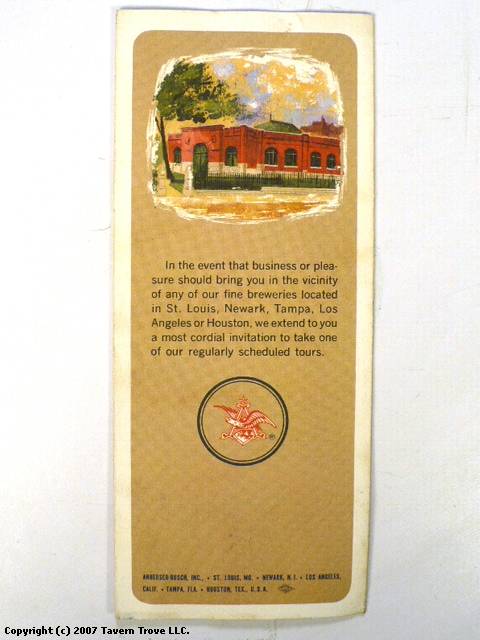 In the event that business or plea-
sure should bring you in the vicinity
of any of our fine breweries located
in St. Louis, Newark, Tampa, Los
Angeles or Houston, we extend to you
a most cordial invitation to take one
of our regularly scheduled tours.
®
ANHEUSER-BUSCH, INC., • ST. LOUIS, MO. • NEWARK, N. J. • LOS ANGELES,
CALIF. • TAMPA, FLA. • HOUSTON, TEX., U. S. A.
Copyright (c) 2007 Tavern Trove LLC.